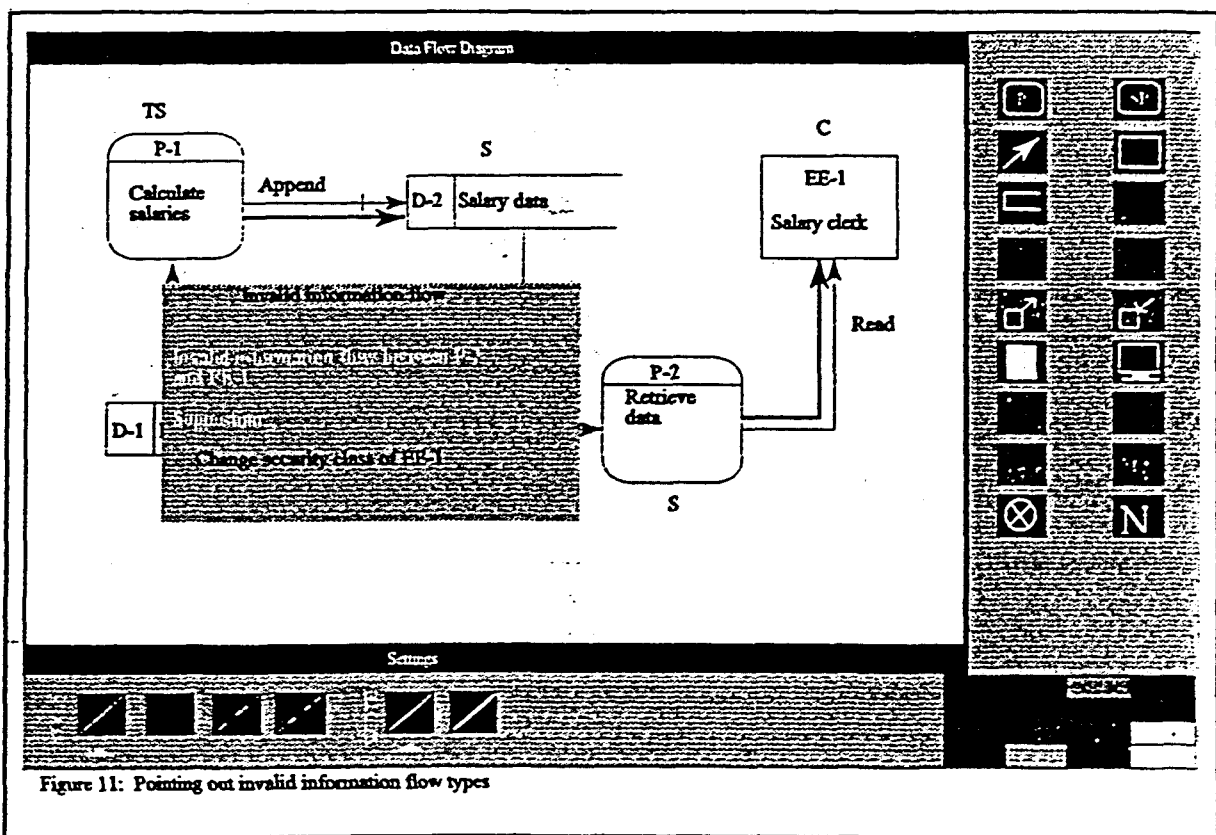 Data Flow Diagram
TS
P-1
Calculate
salaries
Append
S
D-2 Salary data
C
EE-1
Salary clerk
Read
Invalid information flow
Invalid information flow between P-2
and EE-1
D-1
Change security class of EE-1
P-2
Retrieve
data
S
N
Settings
Figure 11: Pointing out invalid information flow types